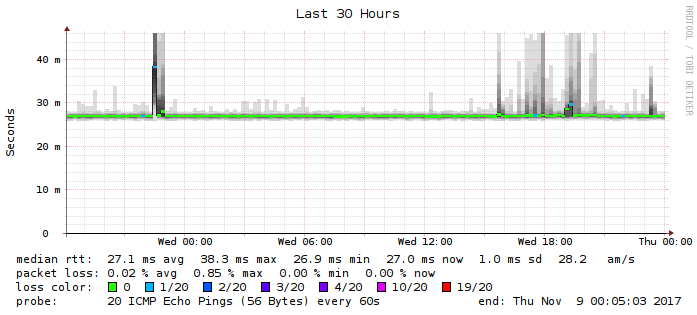 Last 30 Hours
RRDTOOL / TOBI OETIKER
Seconds
40 m
30 m
20 m
10 m
0
Wed 00:00 Wed 06:00 Wed 12:00 Wed 18:00 Thu 00:00
median rtt: 27.1 ms avg 38.3 ms max 26.9 ms min 27.0 ms now 1.0 ms sd 28.2 am/s
packet loss: 0.02 % avg 0.85 % max 0.00 % min 0.00 % now
loss color: 0 1/20 2/20 3/20 4/20 10/20 19/20
probe: 20 ICMP Echo Pings (56 Bytes) every 60s end: Thu Nov 9 00:05:03 2017